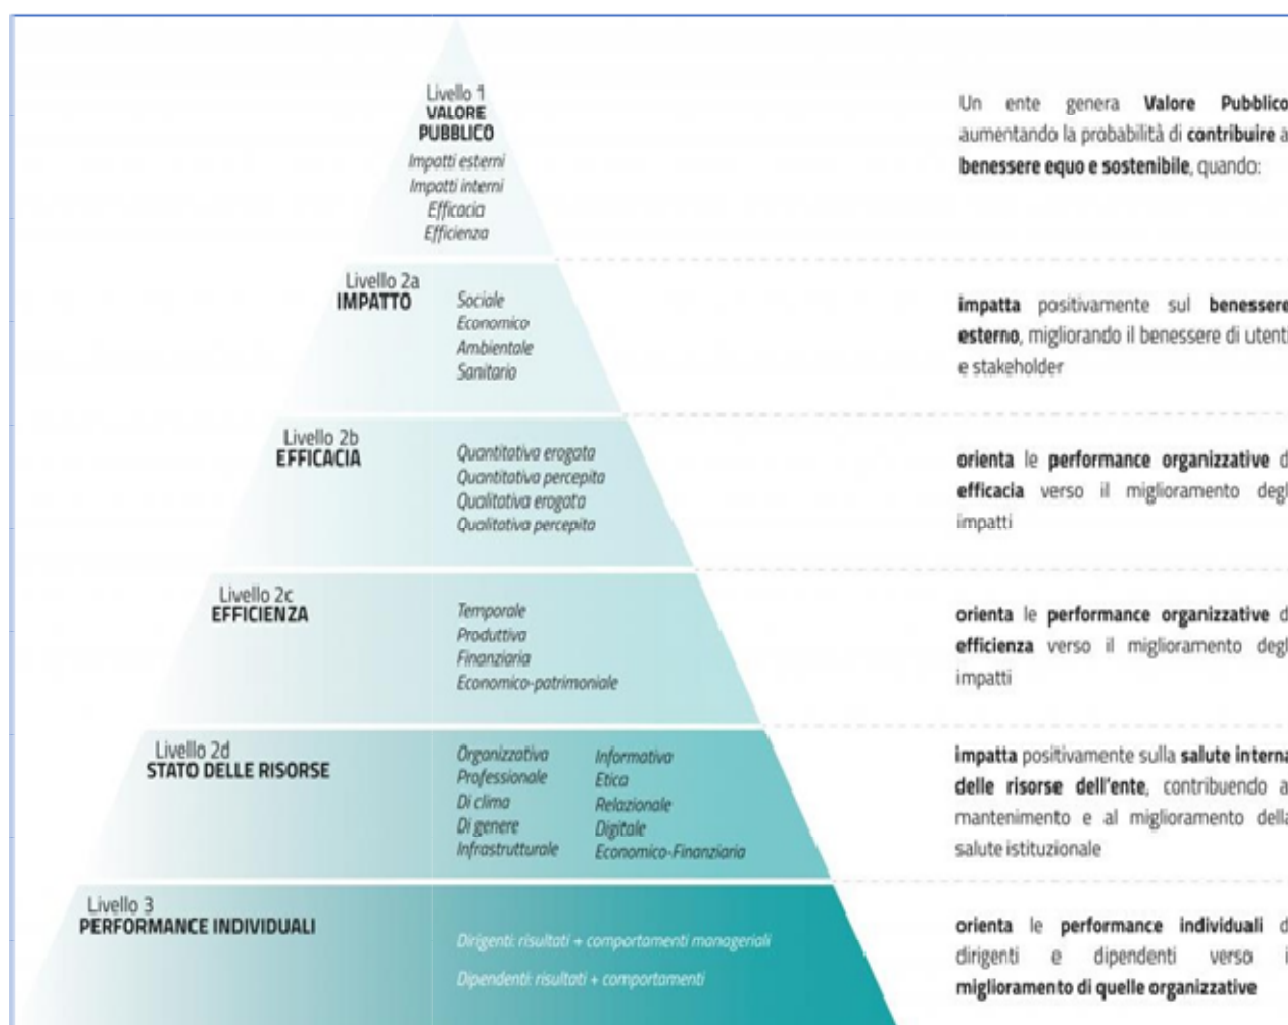 Livello 1
VALORE
PUBBLICO
Impatti esterni
Impatti interni
Efficacia
Efficienza
Un ente genera Valore Pubblico
aumentando la probabilità di contribuire a
benessere equo e sostenibile, quando:
Livello 2a
IMPATTO
Sociale
Economico
Ambientale
Sanitario
impatta positivamente sul benessere
esterno, migliorando il benessere di utenti
e stakeholder
Livello 2b
EFFICACIA
Quantitativa erogata
Quantitativa percepita
Qualitativa erogata
Qualitativa percepita
orienta le performance organizzative d
efficacia verso il miglioramento degl
impatti
Livello 2c
EFFICIENZA
Temporale
Produttiva
Finanziaria
Economico-patrimoniale
orienta le performance organizzative d
efficienza verso il miglioramento degl
impatti
Livello 2d
STATO DELLE RISORSE
Organizzativa
Professionale
Di clima
Di genere
Infrastrutturale
Informativa
Etica
Relazionale
Digitale
Economico-Finanziaria
impatta positivamente sulla salute interna
delle risorse dell'ente, contribuendo a
mantenimento e al miglioramento della
salute istituzionale
Livello 3
PERFORMANCE INDIVIDUALI
Dirigenti: risultati + comportamenti manageriali
Dipendenti: risultati + comportamenti
orienta le performance individuali d
dirigenti e dipendenti verso i
miglioramento di quelle organizzative